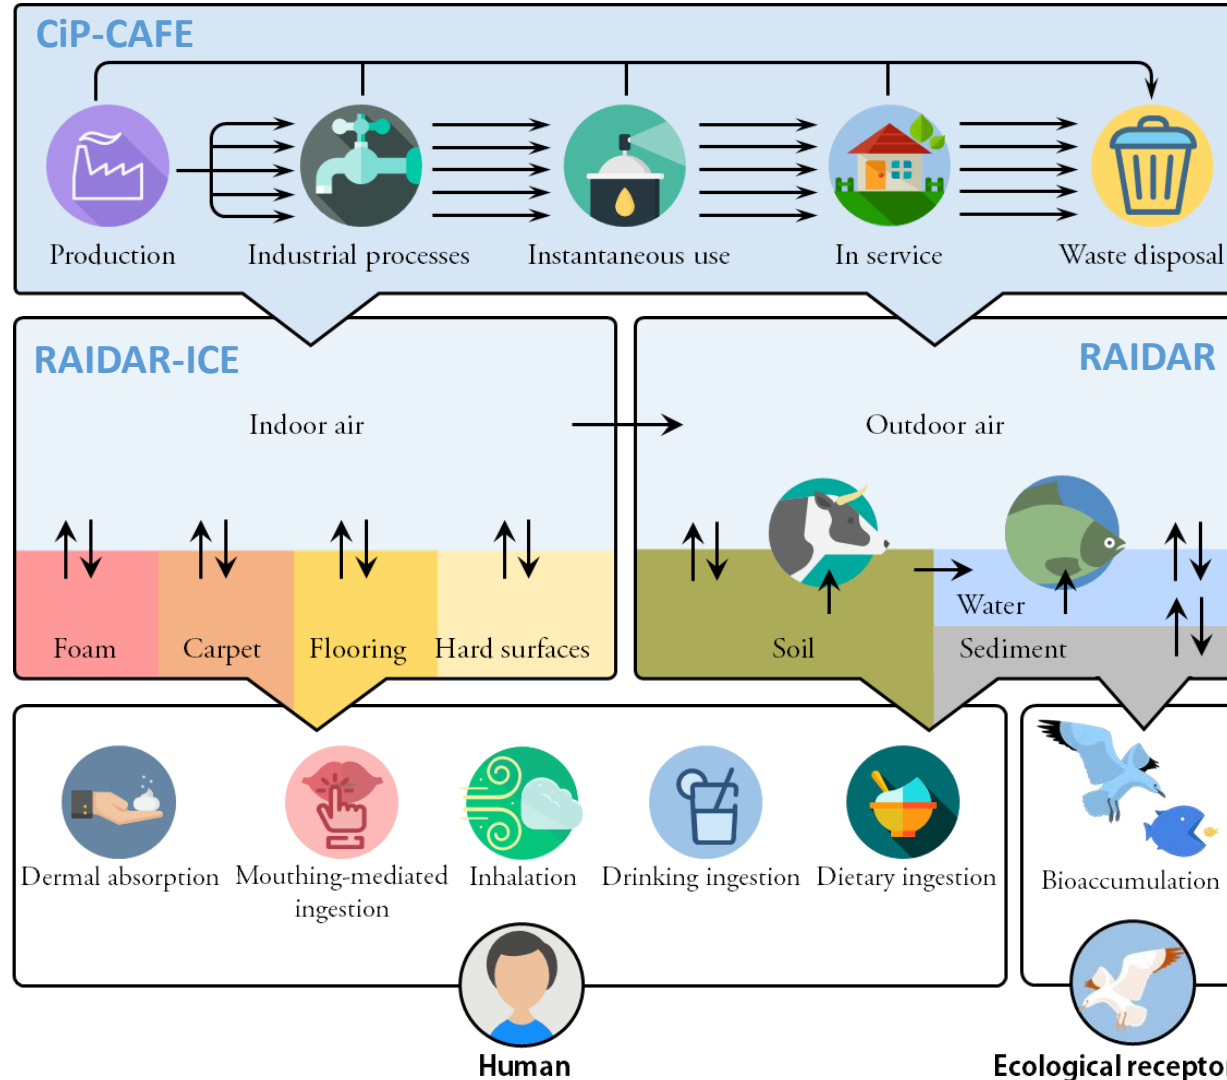 CiP-CAFE
Production
Industrial processes
Instantaneous use
In service
Waste disposal
RAIDAR-ICE
RAIDAR
Indoor air
Outdoor air
Foam
Carpet
Flooring
Hard surfaces
Soil
Water
Sediment
Dermal absorption
Mouthing-mediated
ingestion
Inhalation
Drinking ingestion
Dietary ingestion
Bioaccumulation
Human
Ecological receptor